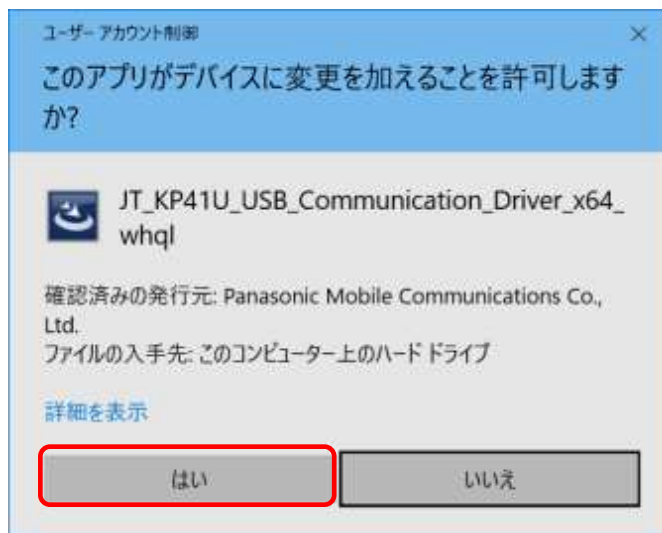 ユーザー アカウント制御
このアプリがデバイスに変更を加えることを許可します
か?
JT_KP41U_USB_Communication_Driver_x64_
whql
確認済みの発行元: Panasonic Mobile Communications Co.,
Ltd.
ファイルの入手先: このコンピューター上のハード ドライブ
詳細を表示
はい
いいえ